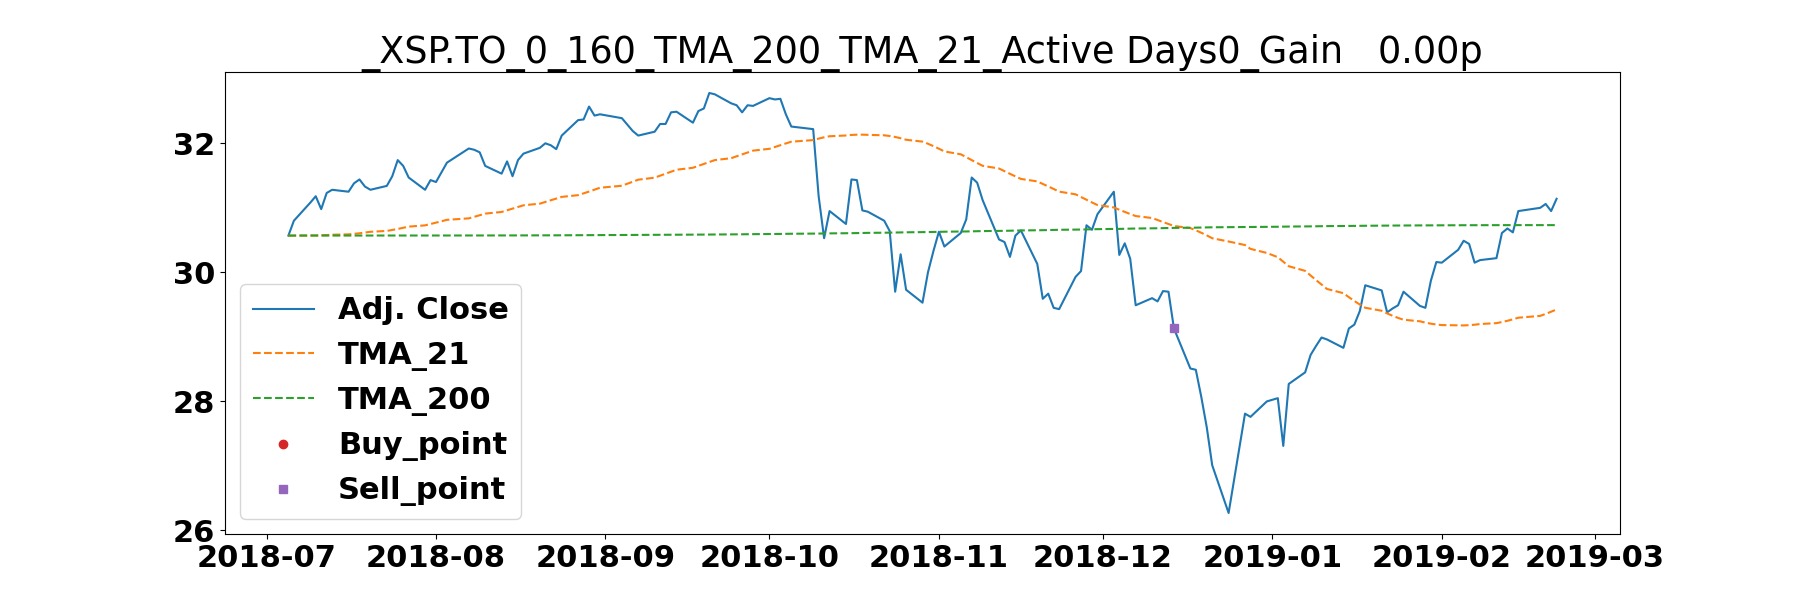 _XSP.TO_0_160_TMA_200_TMA_21_Active Days0_Gain   0.00p
32
30
28
26
Adj. Close
TMA_21
TMA_200
Buy_point
Sell_point
2018-07 2018-08 2018-09 2018-10 2018-11 2018-12 2019-01 2019-02 2019-03